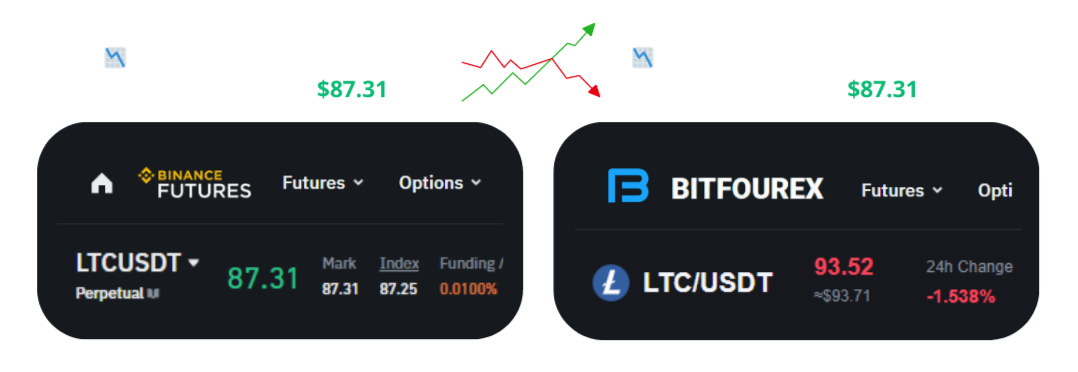 $87.31
$87.31
BINANCE
FUTURES
Futures
Options
BITFOUREX
Futures
Opti
LTCUSDT
Perpetual
87.31
Mark
87.31
Index
87.25
Funding /
0.0100%
LTC/USDT
93.52
≈$93.71
24h Change
-1.538%